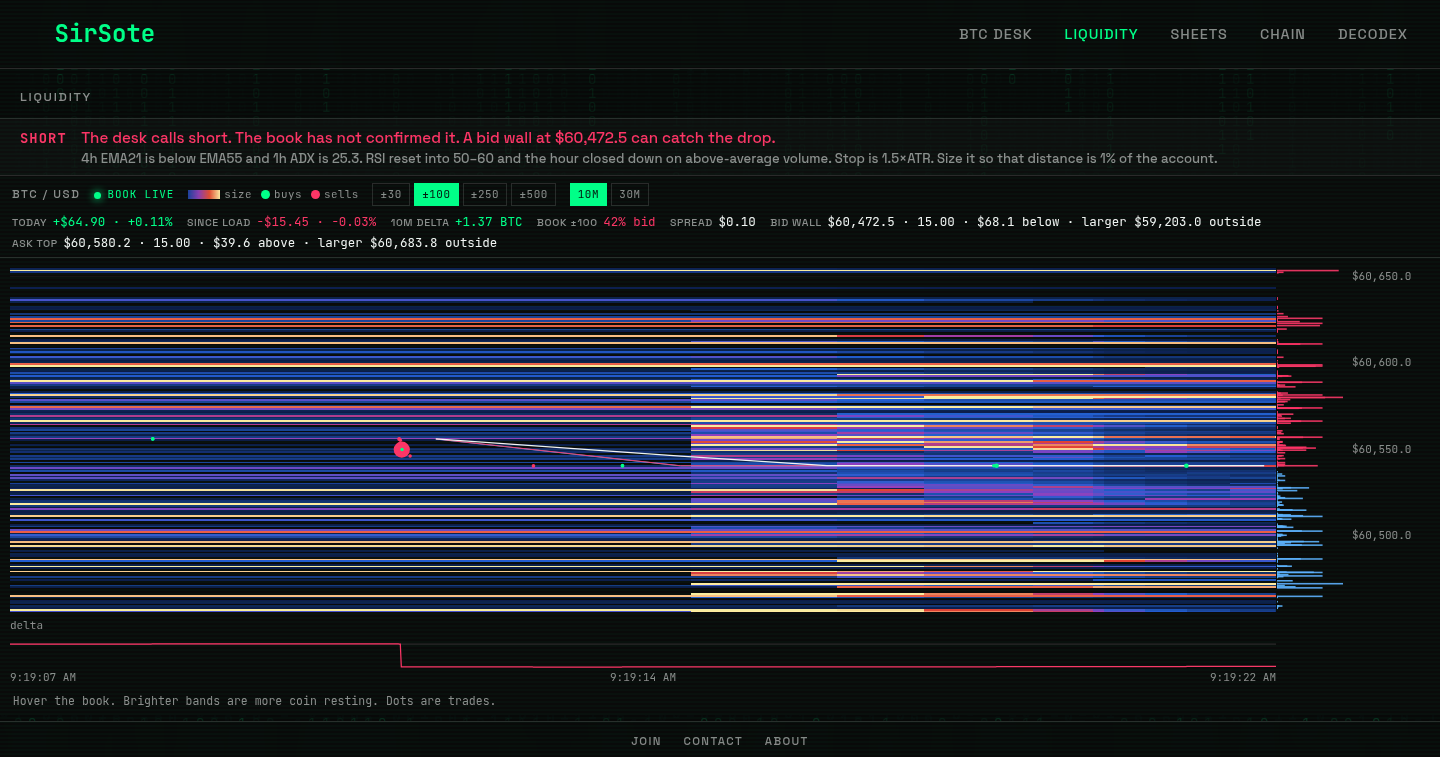 SirSote
BTC DESK LIQUIDITY SHEETS CHAIN DECODEX
LIQUIDITY
SHORT The desk calls short. The book has not confirmed it. A bid wall at $60,472.5 can catch the drop.
4h EMA21 is below EMA55 and 1h ADX is 25.3. RSI reset into 50–60 and the hour closed down on above-average volume. Stop is 1.5×ATR. Size it so that distance is 1% of the account.
BTC / USD BOOK LIVE size buys sells ±30 ±100 ±250 ±500 10M 30M
TODAY +$64.90 · +0.11% SINCE LOAD -$15.45 · -0.03% 10M DELTA +1.37 BTC BOOK ±100 42% bid SPREAD $0.10 BID WALL $60,472.5 · 15.00 · $68.1 below · larger $59,203.0 outside
ASK TOP $60,580.2 · 15.00 · $39.6 above · larger $60,683.8 outside
$60,650.0
$60,600.0
$60,550.0
$60,500.0
delta
9:19:07 AM 9:19:14 AM 9:19:22 AM
Hover the book. Brighter bands are more coin resting. Dots are trades.
JOIN CONTACT ABOUT